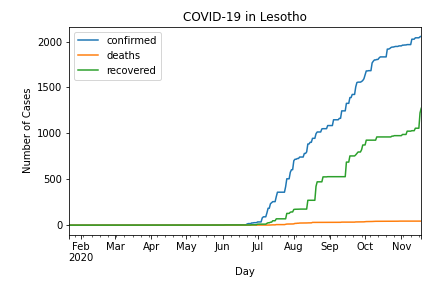 COVID-19 in Lesotho
confirmed
deaths
recovered
Number of Cases
2000
1500
1000
500
0
Feb Mar Apr May Jun Jul Aug Sep Oct Nov
2020
Day